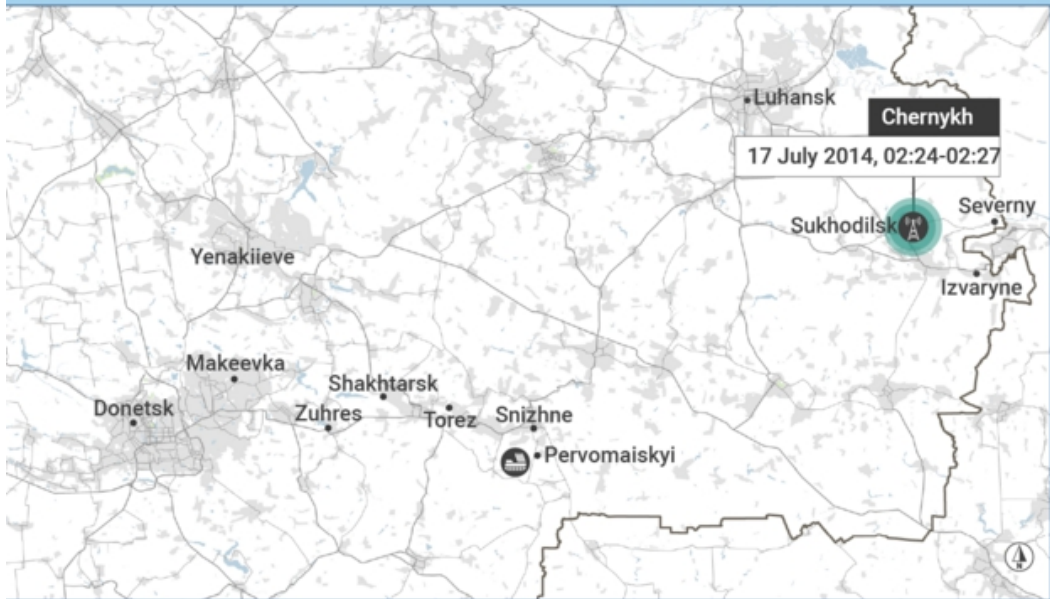 Luhansk
Chernykh
17 July 2014, 02:24-02:27
Severny
Sukhodilsk
Yenakiieve
Izvaryne
Makeevka
Shakhtarsk
Donetsk
Zuhres
Torez
Snizhne
Pervomaiskyi
N